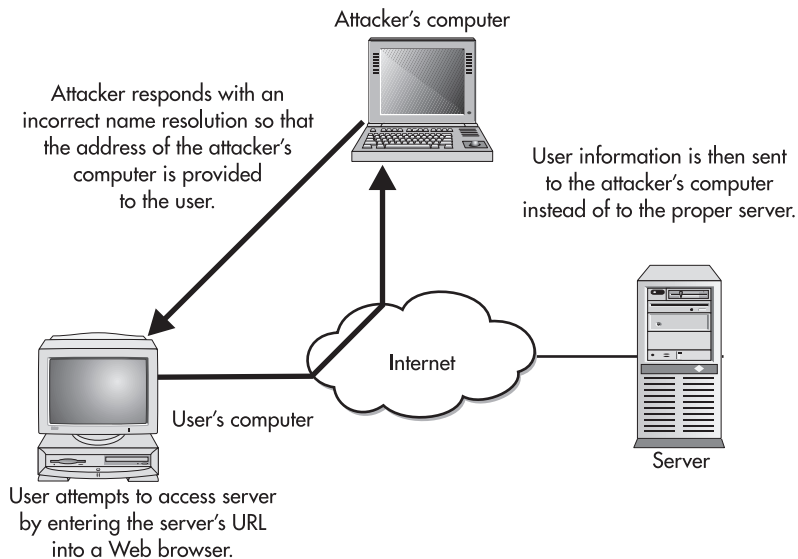 Attacker's computer
Attacker responds with an
incorrect name resolution so that
the address of the attacker's
computer is provided
to the user.
User information is then sent
to the attacker's computer
instead of to the proper server.
Internet
User's computer
Server
User attempts to access server
by entering the server's URL
into a Web browser.